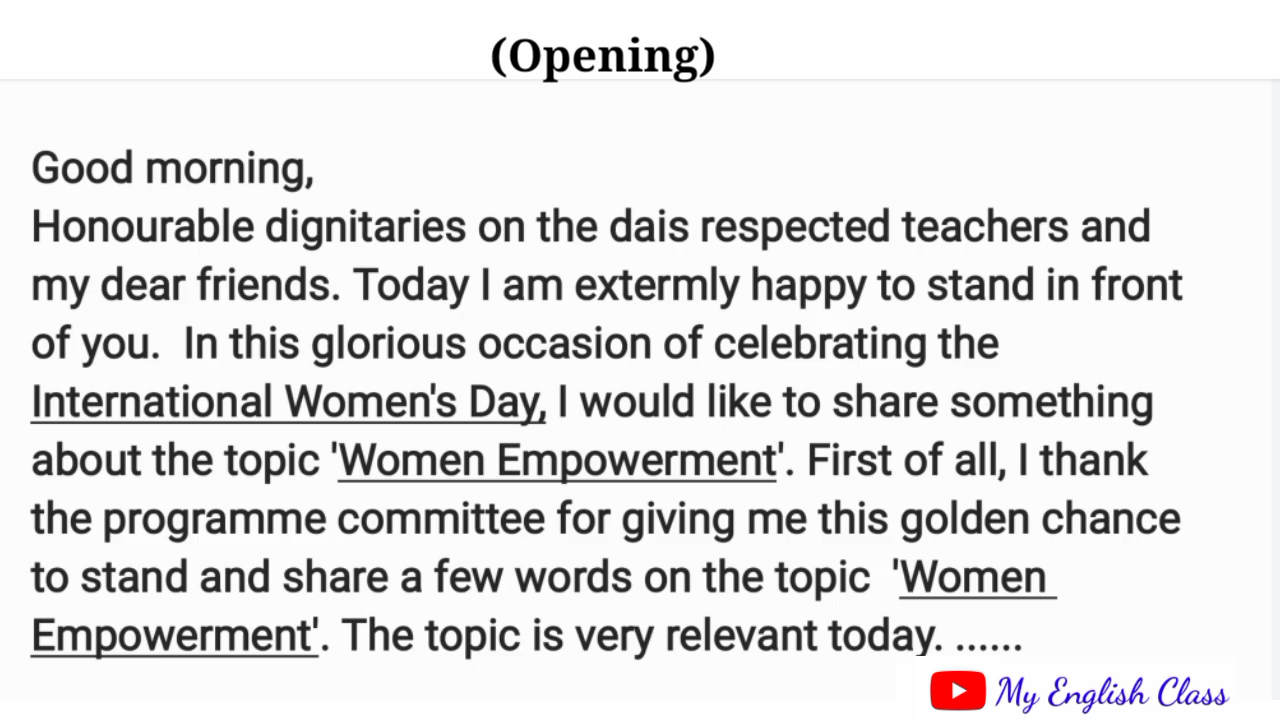 (Opening)
Good morning,
Honourable dignitaries on the dais respected teachers and
my dear friends. Today I am extermly happy to stand in front
of you.  In this glorious occasion of celebrating the
International Women's Day, I would like to share something
about the topic 'Women Empowerment'. First of all, I thank
the programme committee for giving me this golden chance
to stand and share a few words on the topic  'Women
Empowerment'. The topic is very relevant today. ......
My English Class